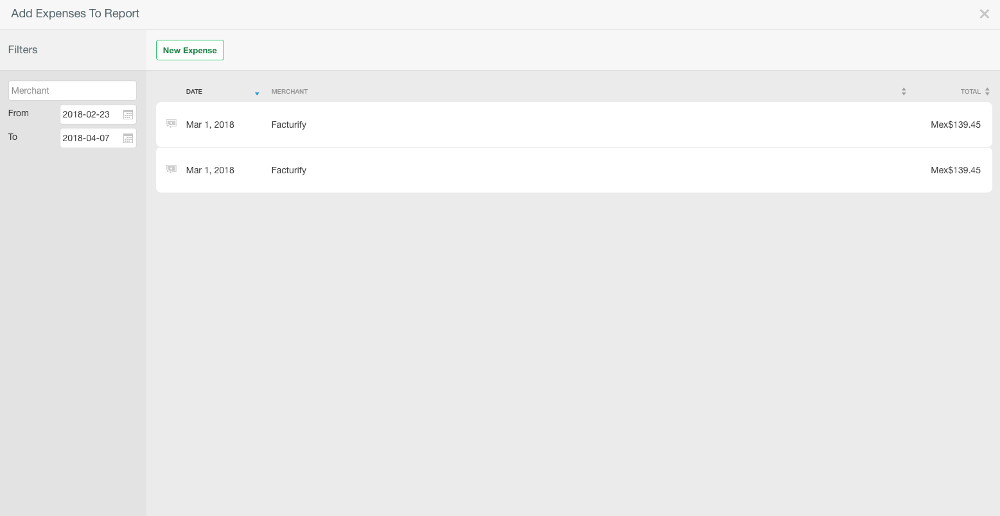 Add Expenses To Report
Filters
New Expense
Merchant
From 2018-02-23
To 2018-04-07
DATE MERCHANT TOTAL
Mar 1, 2018 Facturify Mex$139.45
Mar 1, 2018 Facturify Mex$139.45